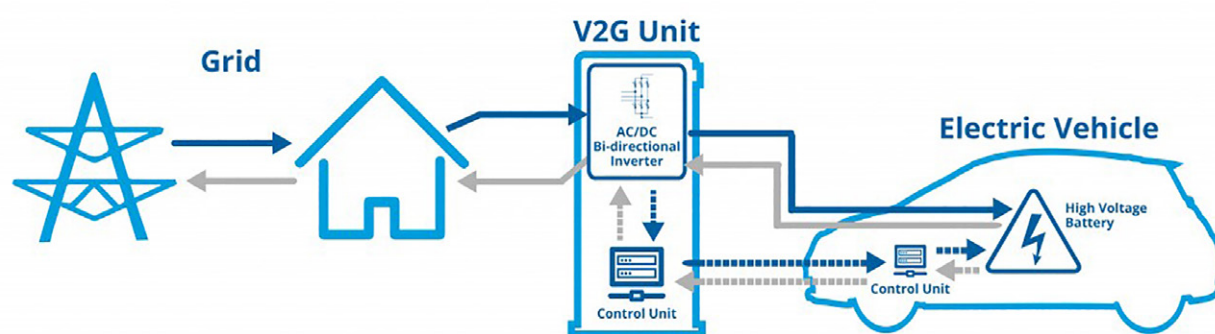 Grid
V2G Unit
AC/DC
Bi-directional
Inverter
Control Unit
Electric Vehicle
High Voltage
Battery
Control Unit